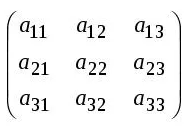 a₁₁ a₁₂ a₁₃
a₂₁ a₂₂ a₂₃
a₃₁ a₃₂ a₃₃